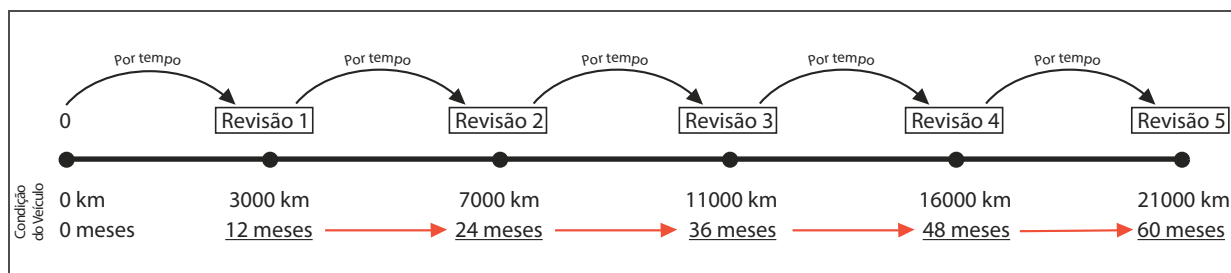 Por tempo Por tempo Por tempo Por tempo Por tempo
0 Revisão 1 Revisão 2 Revisão 3 Revisão 4 Revisão 5
Condição
do Veículo
0 km 3000 km 7000 km 11000 km 16000 km 21000 km
0 meses 12 meses 24 meses 36 meses 48 meses 60 meses